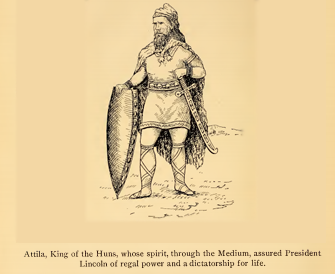 Attila, King of the Huns, whose spirit, through the Medium, assured President
Lincoln of regal power and a dictatorship for life.